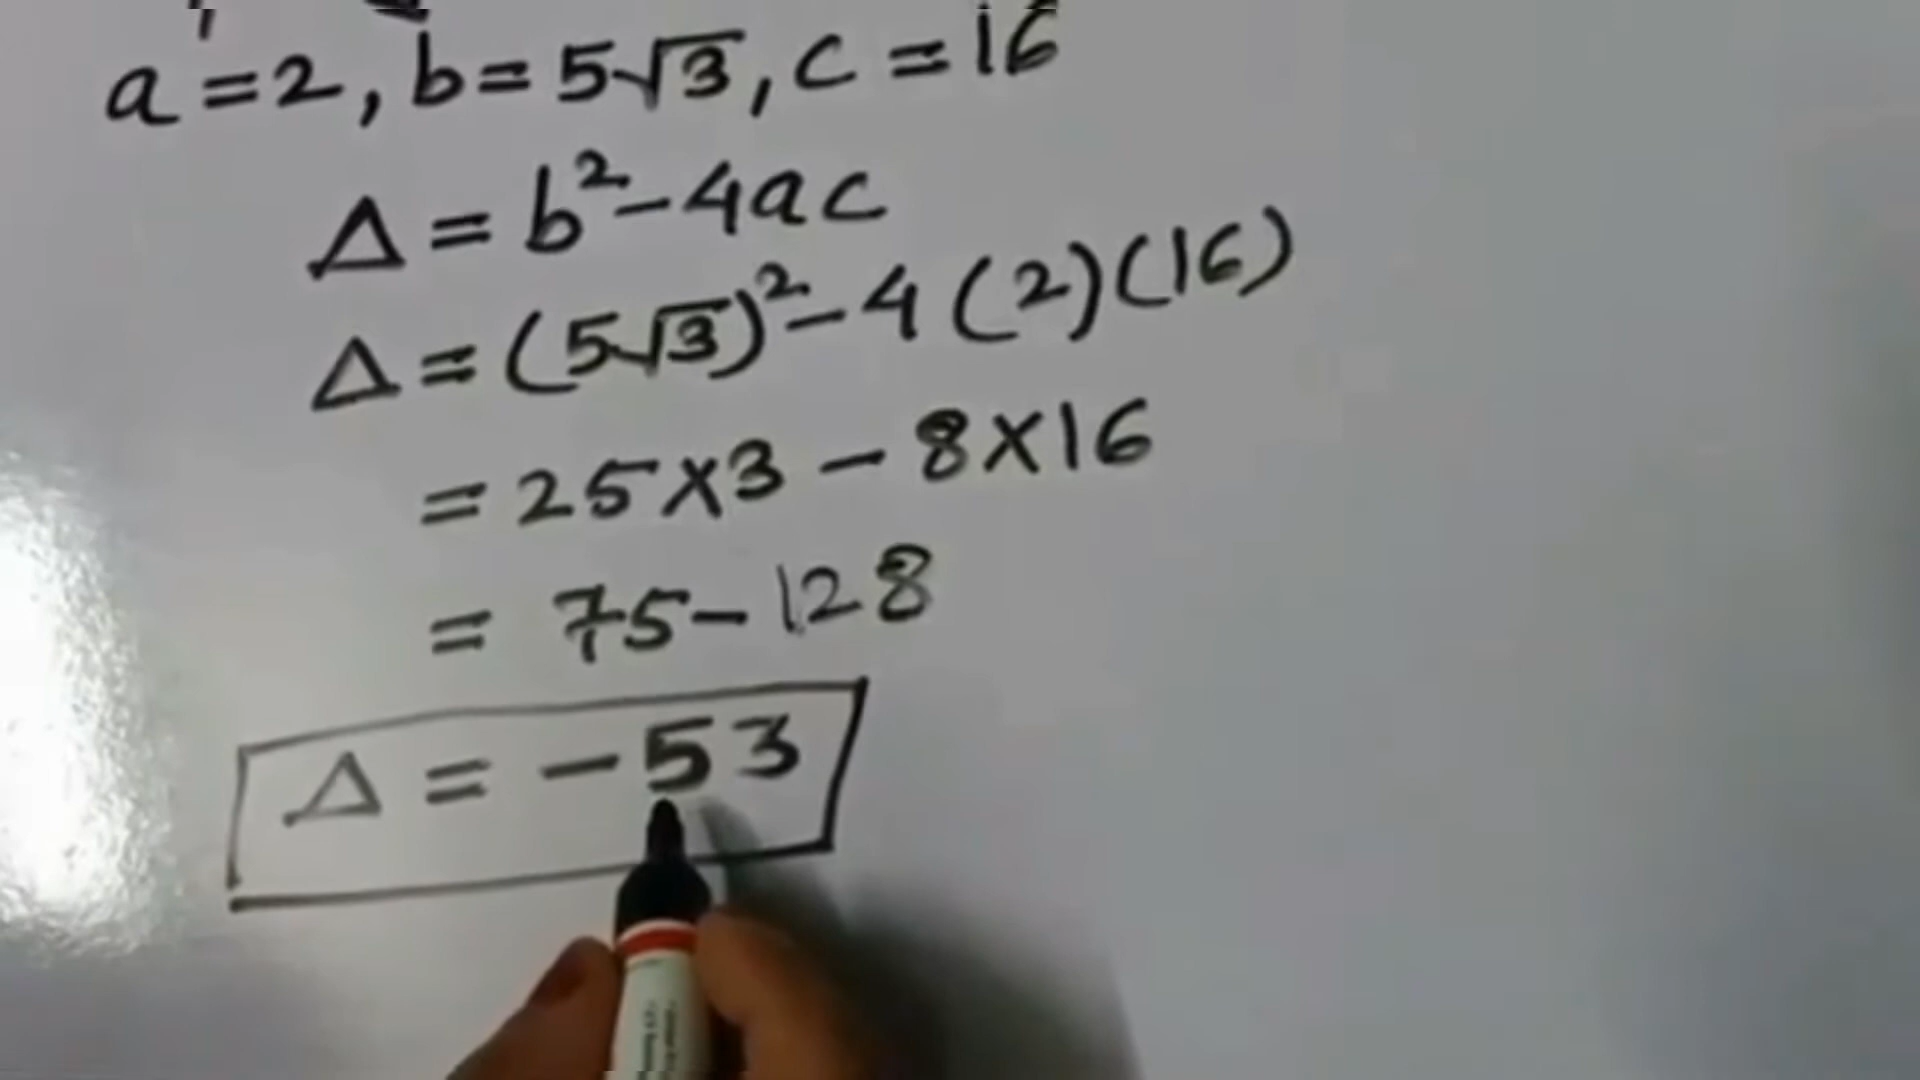 a = 2, b = 5√3, c = 16
Δ = b² - 4ac
Δ = (5√3)² - 4 (2)(16)
= 25×3 - 8×16
= 75 - 128
Δ = -53